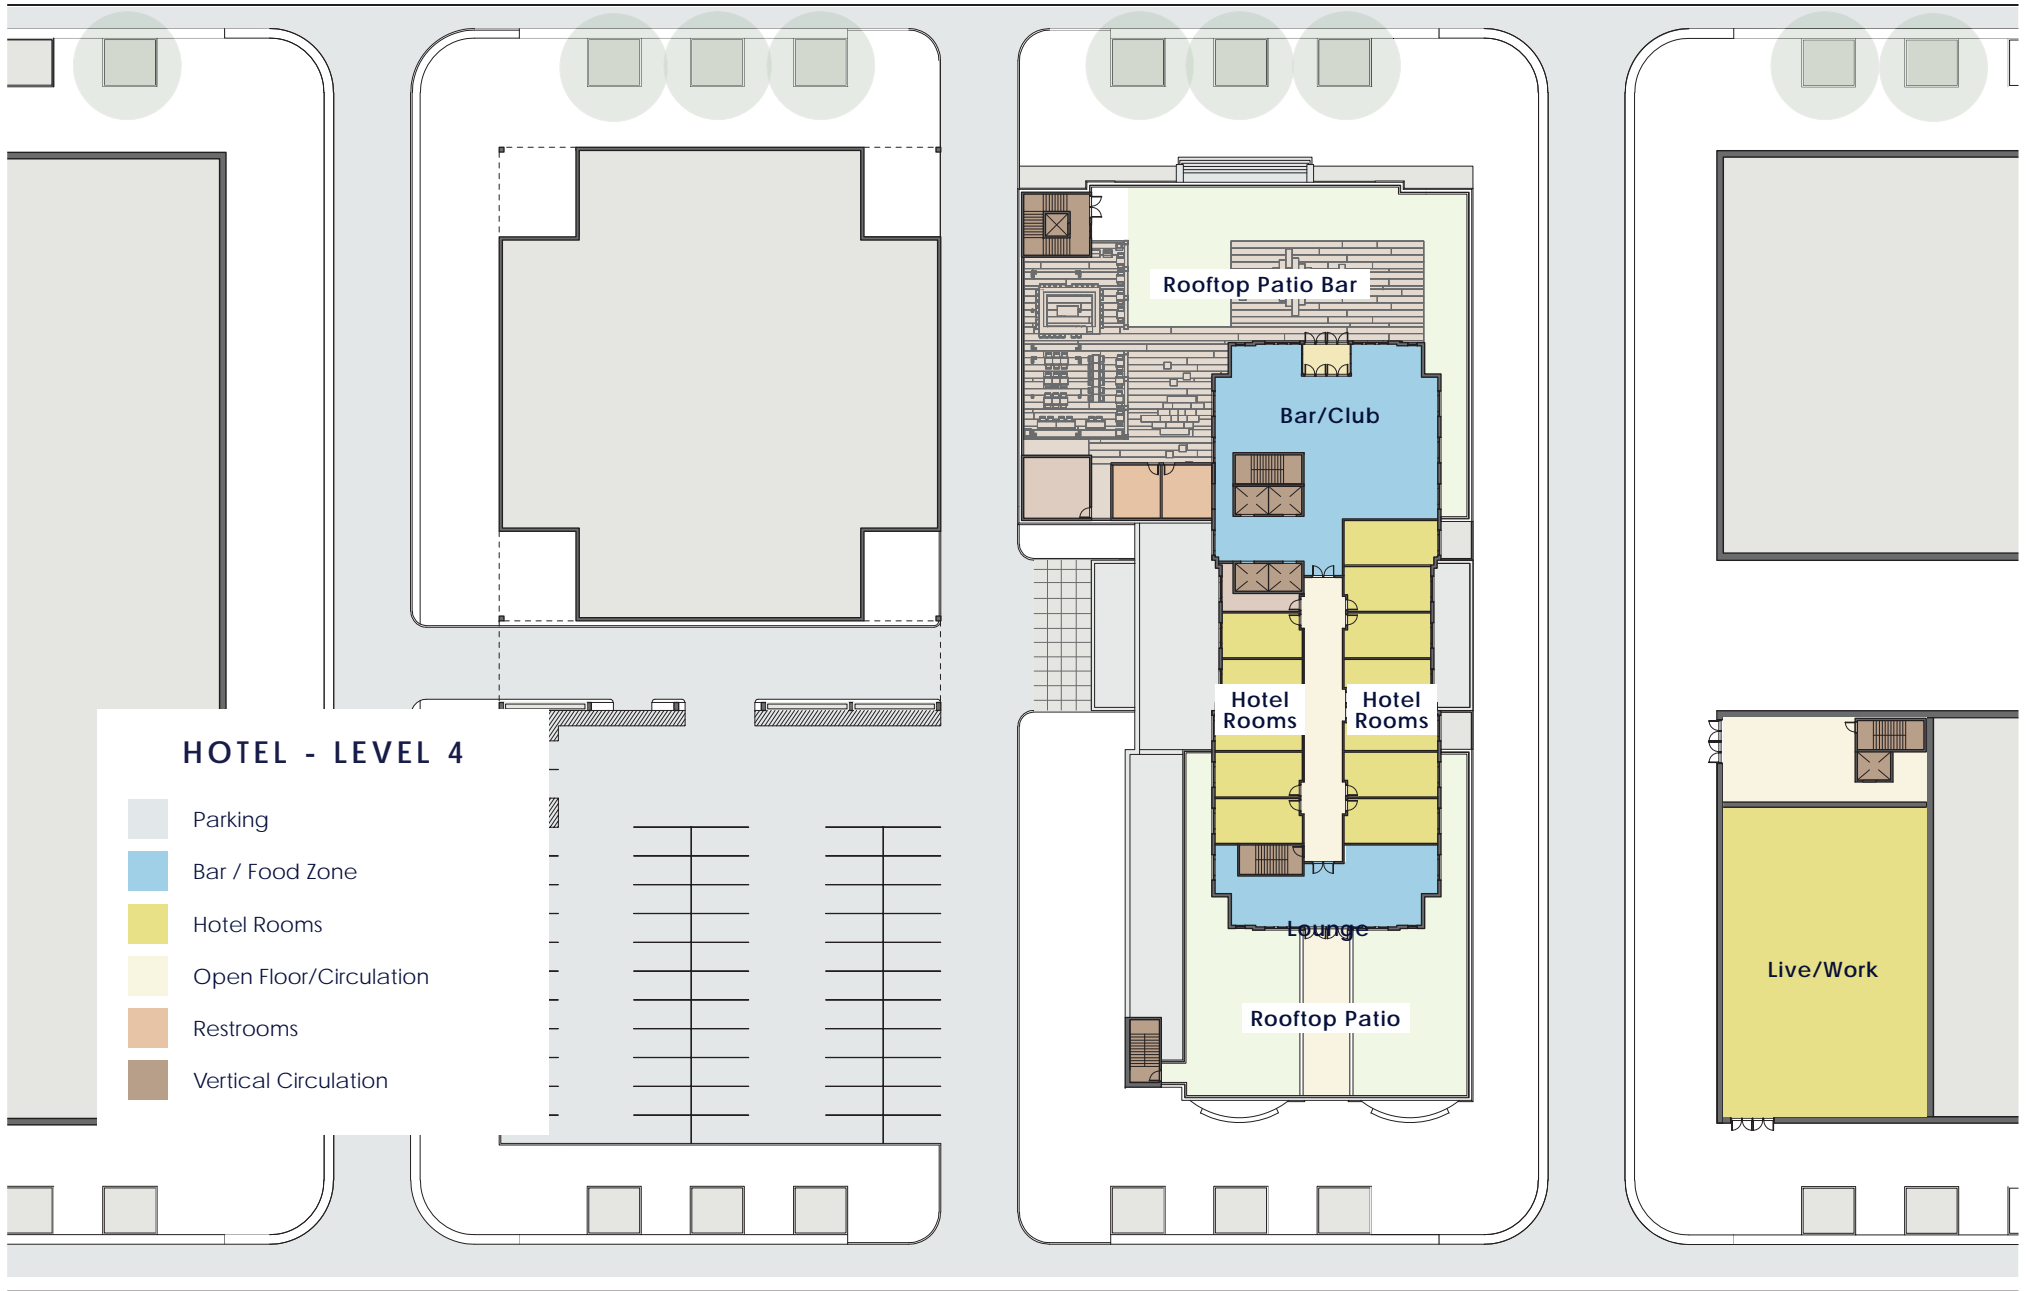 Rooftop Patio Bar
Bar/Club
Hotel
Rooms
Hotel
Rooms
Lounge
Rooftop Patio
Live/Work
HOTEL - LEVEL 4
Parking
Bar / Food Zone
Hotel Rooms
Open Floor/Circulation
Restrooms
Vertical Circulation